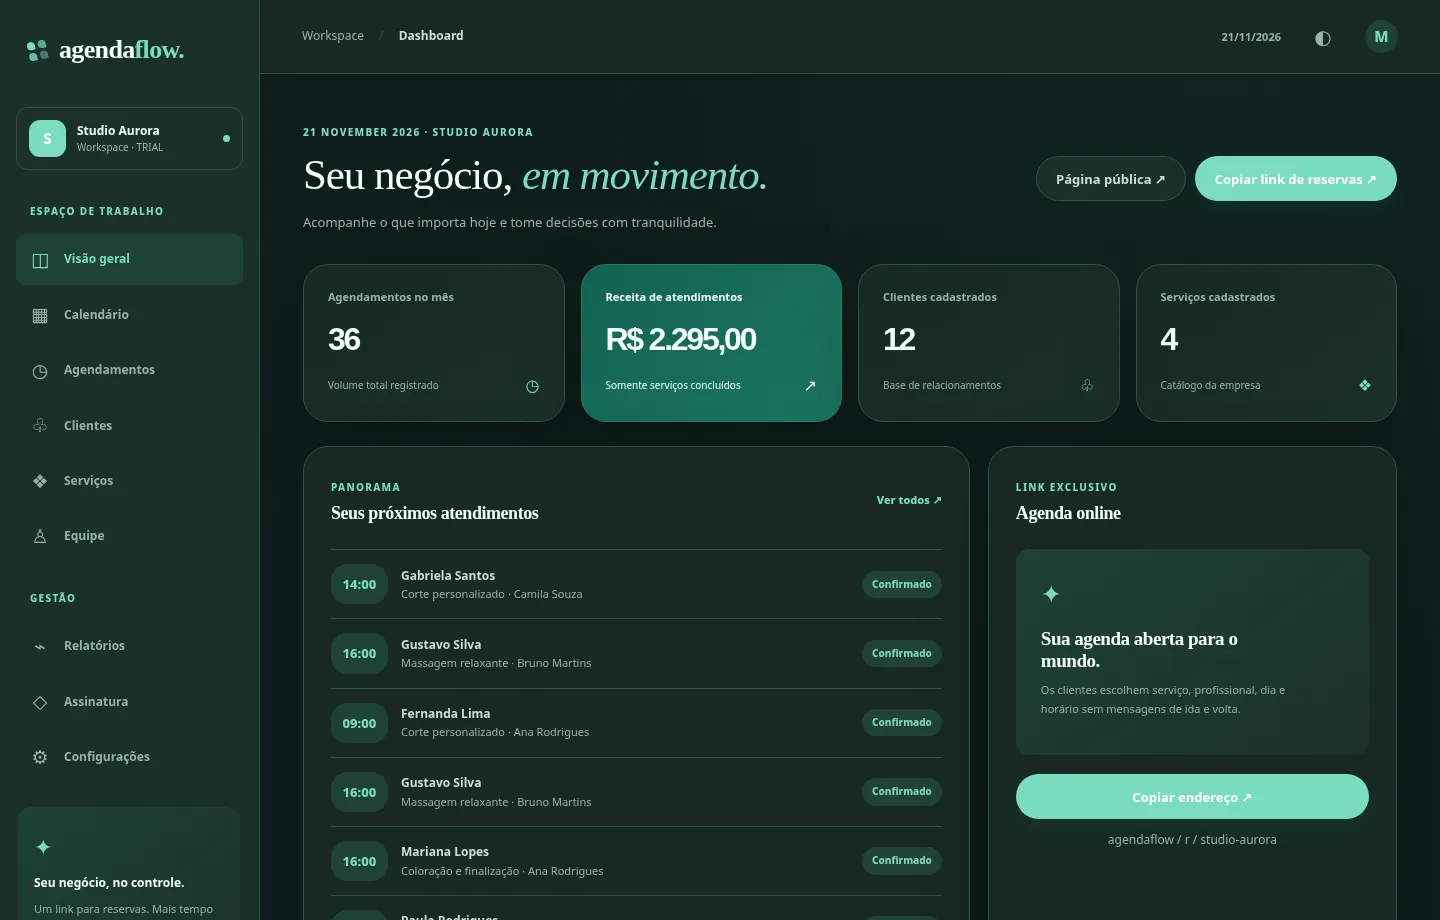 agendaflow.
S
Studio Aurora
Workspace · TRIAL
ESPAÇO DE TRABALHO
Visão geral
Calendário
Agendamentos
Clientes
Serviços
Equipe
GESTÃO
Relatórios
Assinatura
Configurações
Seu negócio, no controle.
Um link para reservas. Mais tempo
Workspace / Dashboard
21/11/2026
M
21 NOVEMBER 2026 · STUDIO AURORA
Seu negócio, em movimento.
Acompanhe o que importa hoje e tome decisões com tranquilidade.
Página pública ↗
Copiar link de reservas ↗
Agendamentos no mês
36
Volume total registrado
Receita de atendimentos
R$ 2.295,00
Somente serviços concluídos ↗
Clientes cadastrados
12
Base de relacionamentos
Serviços cadastrados
4
Catálogo da empresa
PANORAMA
Seus próximos atendimentos
Ver todos ↗
14:00
Gabriela Santos
Corte personalizado · Camila Souza
Confirmado
16:00
Gustavo Silva
Massagem relaxante · Bruno Martins
Confirmado
09:00
Fernanda Lima
Corte personalizado · Ana Rodrigues
Confirmado
16:00
Gustavo Silva
Massagem relaxante · Bruno Martins
Confirmado
16:00
Mariana Lopes
Coloração e finalização · Ana Rodrigues
Confirmado
Paula Rodrigues
LINK EXCLUSIVO
Agenda online
Sua agenda aberta para o
mundo.
Os clientes escolhem serviço, profissional, dia e
horário sem mensagens de ida e volta.
Copiar endereço ↗
agendaflow / r / studio-aurora